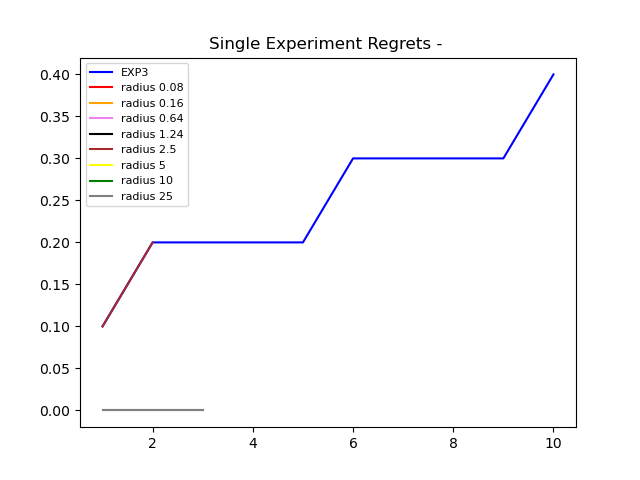 Single Experiment Regrets -
EXP3
radius 0.08
radius 0.16
radius 0.64
radius 1.24
radius 2.5
radius 5
radius 10
radius 25
0.40
0.35
0.30
0.25
0.20
0.15
0.10
0.05
0.00
2 4 6 8 10